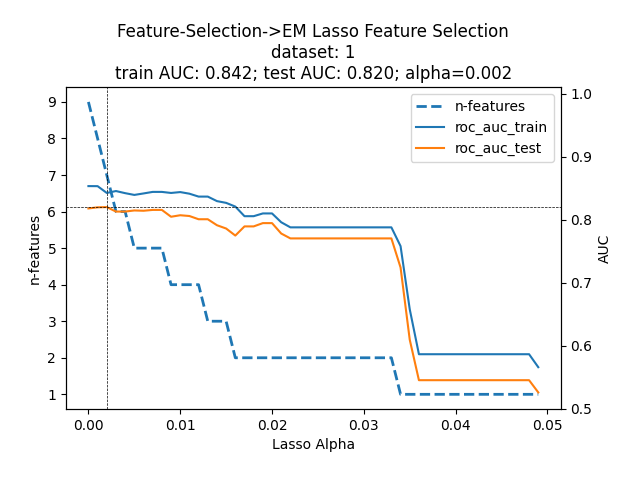 Feature-Selection->EM Lasso Feature Selection
dataset: 1
train AUC: 0.842; test AUC: 0.820; alpha=0.002
n-features
roc_auc_train
roc_auc_test
9
8
7
6
5
4
3
2
1
n-features
1.0
0.9
0.8
0.7
0.6
0.5
AUC
0.00 0.01 0.02 0.03 0.04 0.05
Lasso Alpha